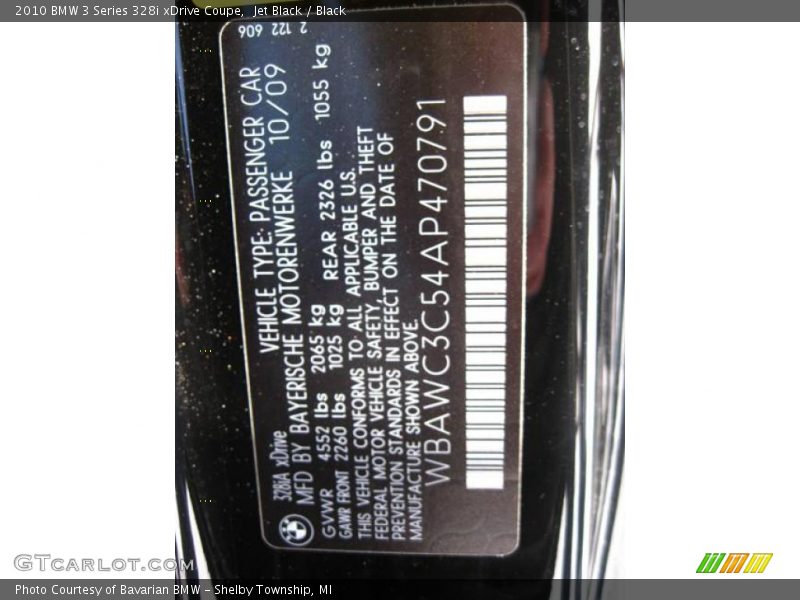 2010 BMW 3 Series 328i xDrive Coupe,  Jet Black / Black
2 122 606
328iA xDrive
VEHICLE TYPE: PASSENGER CAR
MFD BY BAYERISCHE MOTORENWERKE 10/09
GVWR 4552 lbs 2065 kg
GAWR FRONT 2260 lbs 1025 kg REAR 2326 lbs 1055 kg
THIS VEHICLE CONFORMS TO ALL APPLICABLE U.S.
FEDERAL MOTOR VEHICLE SAFETY, BUMPER AND THEFT
PREVENTION STANDARDS IN EFFECT ON THE DATE OF
MANUFACTURE SHOWN ABOVE.
WBAWC3C54AP470791
GTCARLOT.COM
Photo Courtesy of Bavarian BMW - Shelby Township, MI